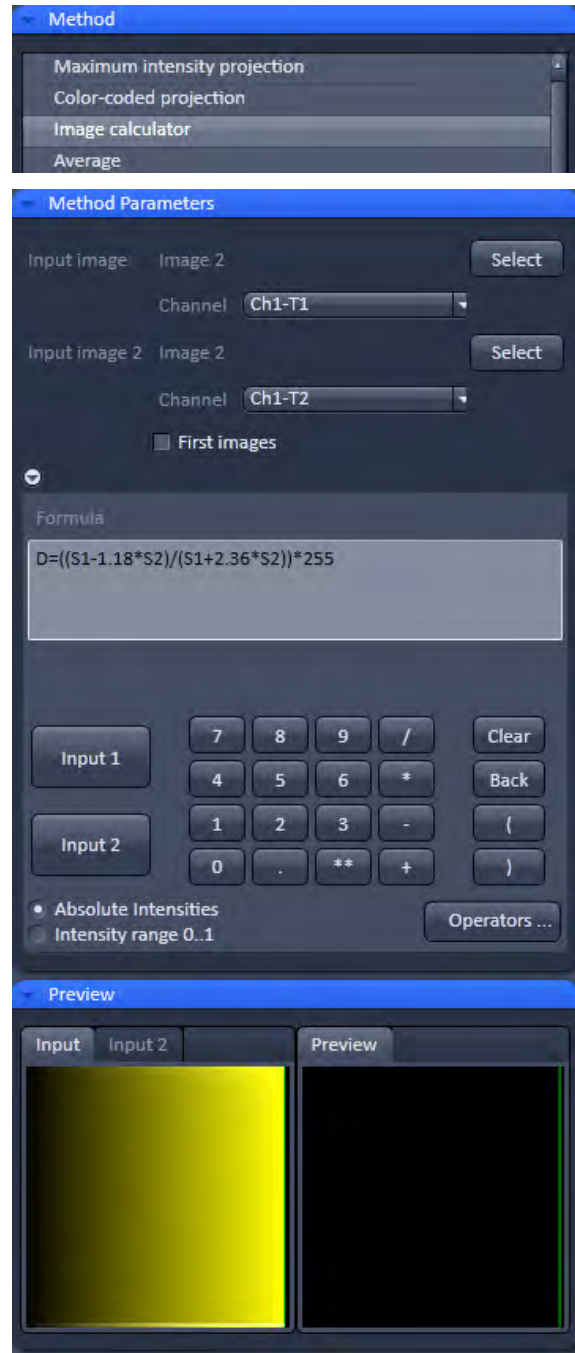 Method
Maximum intensity projection
Color-coded projection
Image calculator
Average
Method Parameters
Input image Image 2 Select
Channel Ch1-T1
Input image 2 Image 2 Select
Channel Ch1-T2
First images
Formula
D=((S1-1.18*S2)/(S1+2.36*S2))*255
Input 1
Input 2
7 8 9 / Clear
4 5 6 * Back
1 2 3 - (
0 . ** + )
Absolute Intensities
Intensity range 0..1
Operators ...
Preview
Input Input 2 Preview